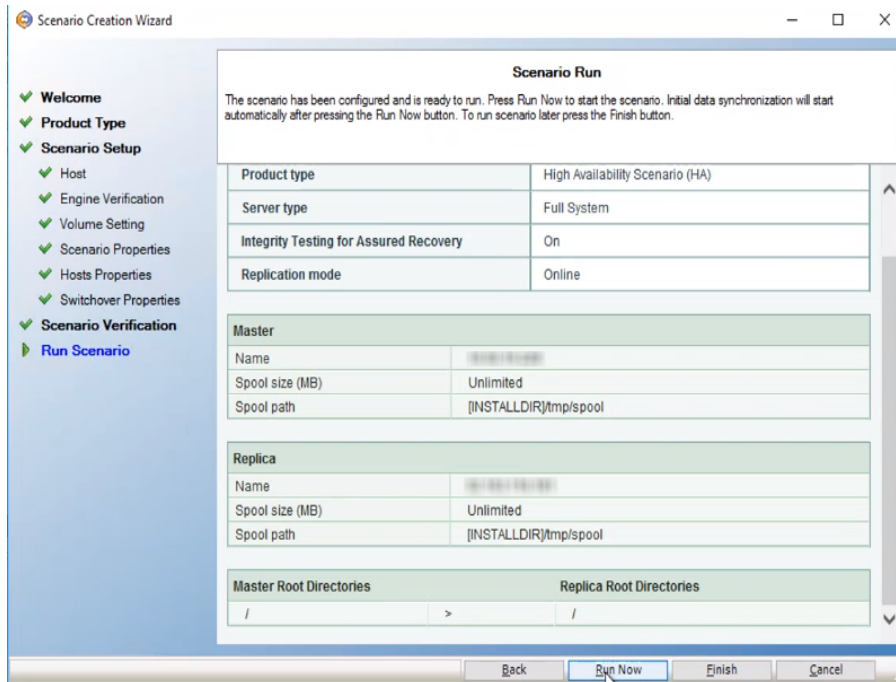 Scenario Creation Wizard
Welcome
Product Type
Scenario Setup
Host
Engine Verification
Volume Setting
Scenario Properties
Hosts Properties
Switchover Properties
Scenario Verification
Run Scenario
Scenario Run
The scenario has been configured and is ready to run. Press Run Now to start the scenario. Initial data synchronization will start
automatically after pressing the Run Now button. To run scenario later press the Finish button.
Product type High Availability Scenario (HA)
Server type Full System
Integrity Testing for Assured Recovery On
Replication mode Online
Master
Name
Spool size (MB) Unlimited
Spool path [INSTALLDIR]/tmp/spool
Replica
Name
Spool size (MB) Unlimited
Spool path [INSTALLDIR]/tmp/spool
Master Root Directories Replica Root Directories
/ > /
Back Run Now Finish Cancel